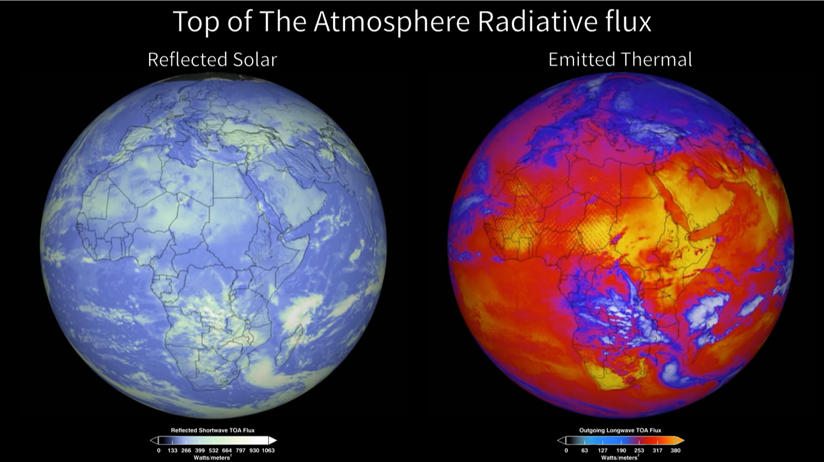 Top of The Atmosphere Radiative flux
Reflected Solar
Emitted Thermal
Reflected Shortwave TOA Flux
0 133 266 399 532 664 797 930 1063
Watts/meters²
Outgoing Longwave TOA Flux
0 63 127 190 253 317 380
Watts/meters²